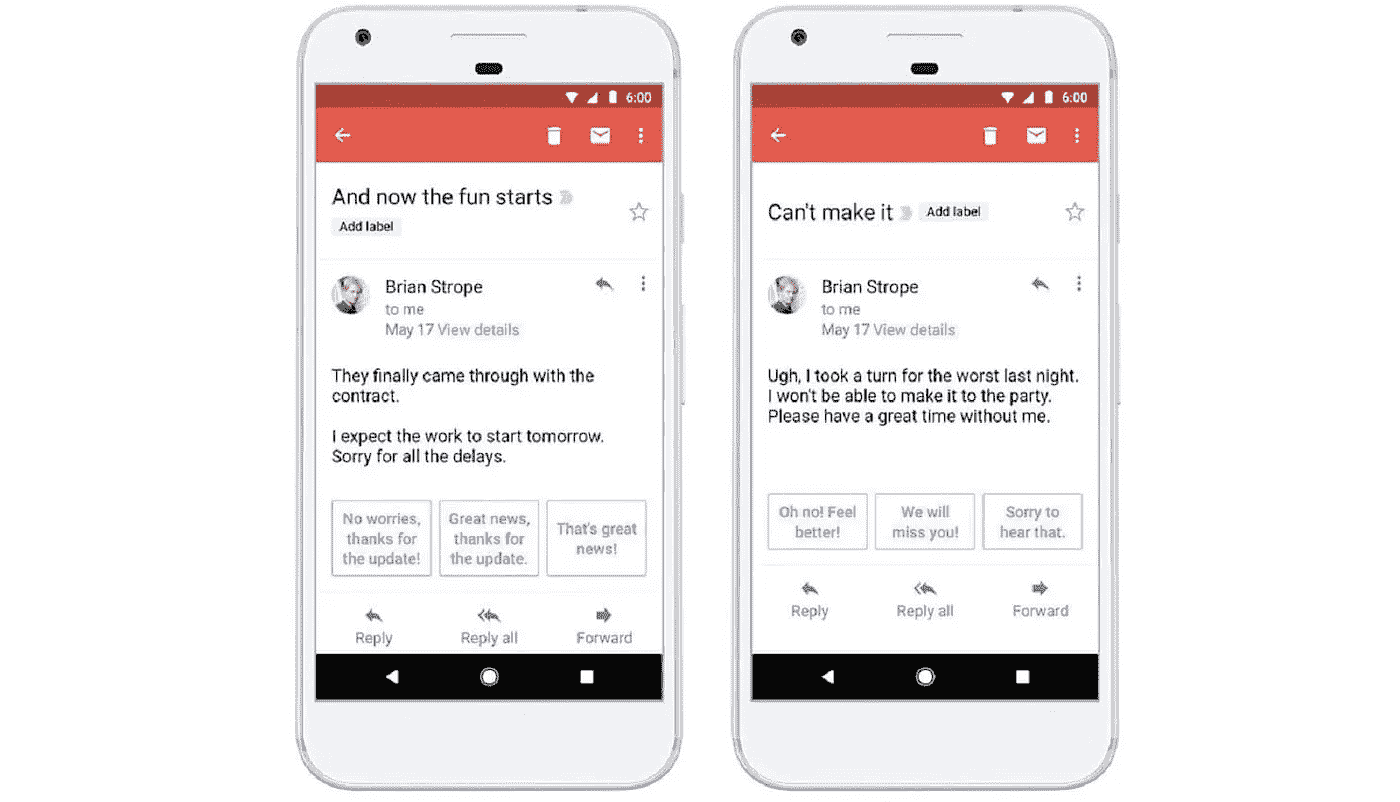 6:00
And now the fun starts
Add label
Brian Strope
to me
May 17 View details
They finally came through with the
contract.
I expect the work to start tomorrow.
Sorry for all the delays.
No worries,
thanks for
the update!
Great news,
thanks for
the update.
That's great
news!
Reply
Reply all
Forward
6:00
Can't make it
Add label
Brian Strope
to me
May 17 View details
Ugh, I took a turn for the worst last night.
I won't be able to make it to the party.
Please have a great time without me.
Oh no! Feel
better!
We will
miss you!
Sorry to
hear that.
Reply
Reply all
Forward